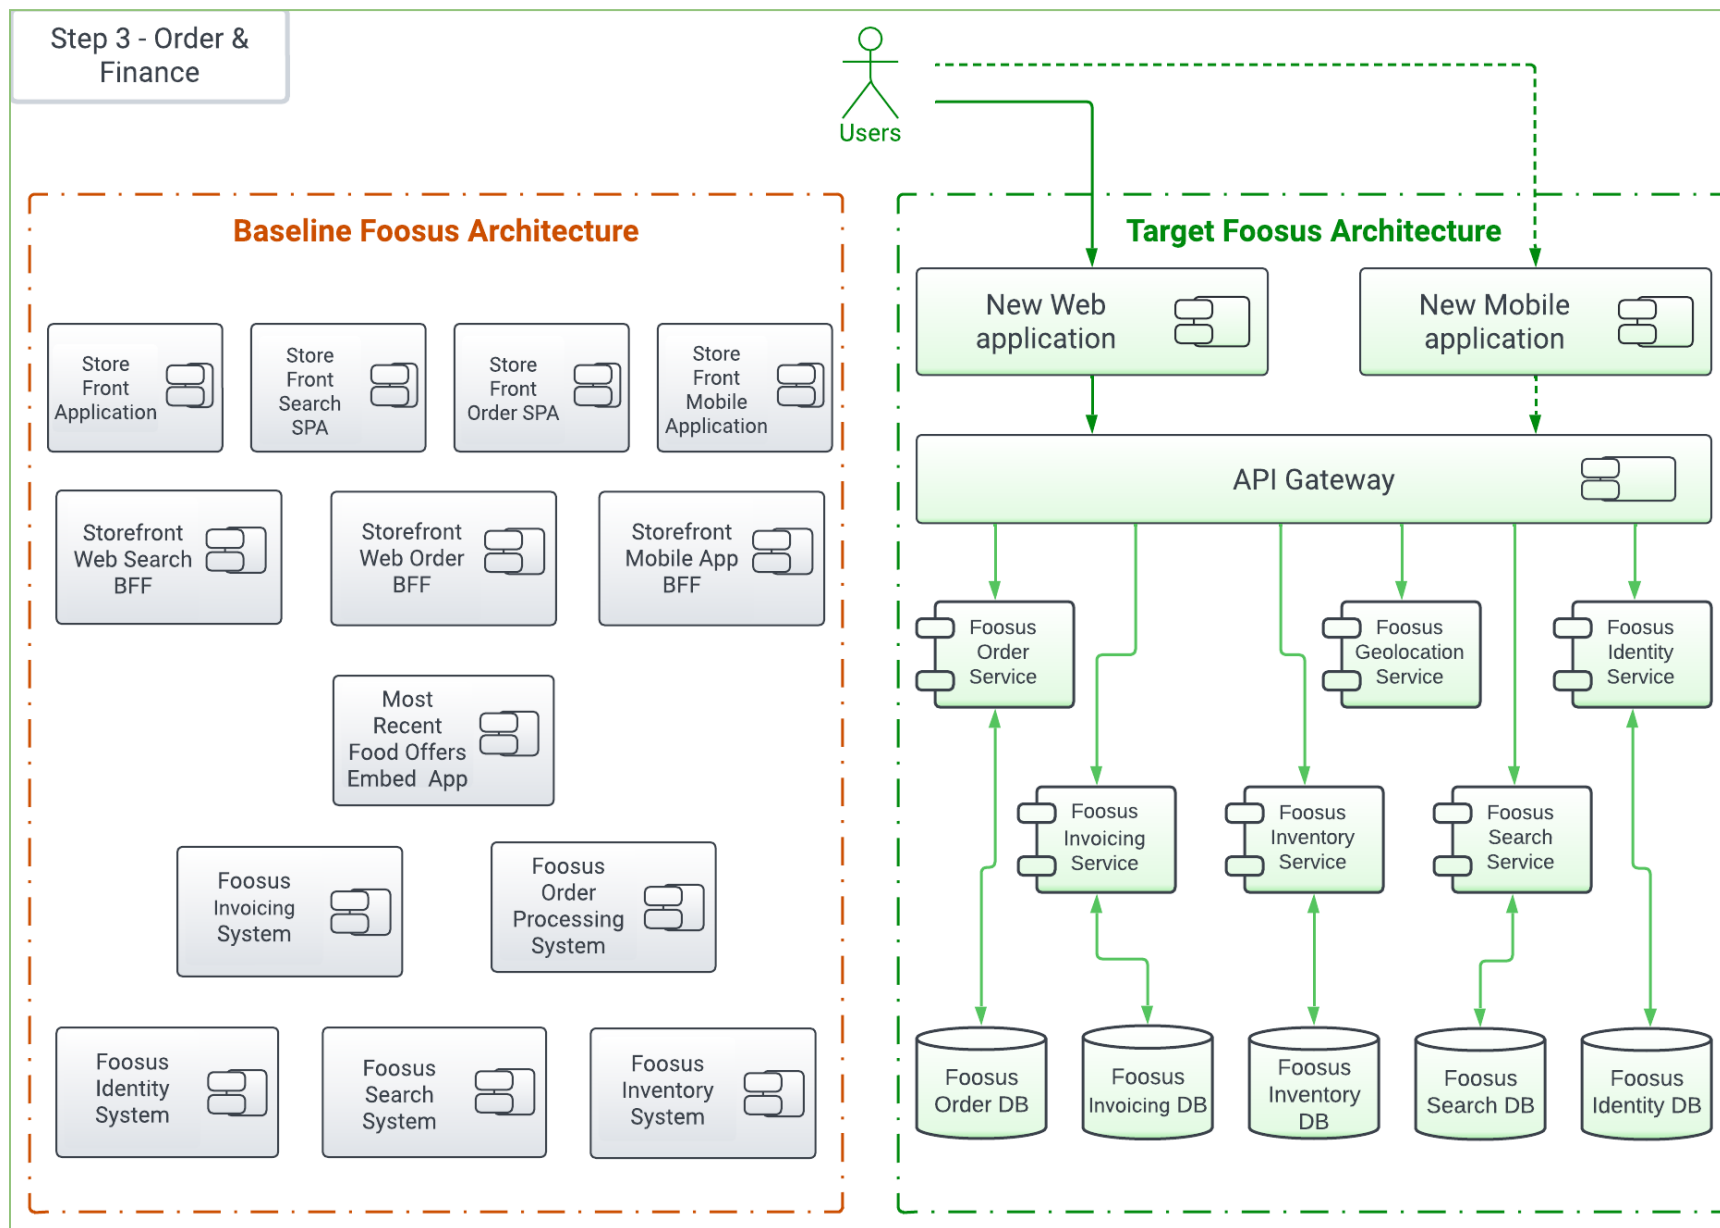 Step 3 - Order &
Finance
Users
Baseline Foosus Architecture
Store
Front
Application
Store
Front
Search
SPA
Store
Front
Order SPA
Store
Front
Mobile
Application
Storefront
Web Search
BFF
Storefront
Web Order
BFF
Storefront
Mobile App
BFF
Most
Recent
Food Offers
Embed App
Foosus
Invoicing
System
Foosus
Order
Processing
System
Foosus
Identity
System
Foosus
Search
System
Foosus
Inventory
System
Target Foosus Architecture
New Web
application
New Mobile
application
API Gateway
Foosus
Order
Service
Foosus
Geolocation
Service
Foosus
Identity
Service
Foosus
Invoicing
Service
Foosus
Inventory
Service
Foosus
Search
Service
Foosus
Order DB
Foosus
Invoicing DB
Foosus
Inventory
DB
Foosus
Search DB
Foosus
Identity DB